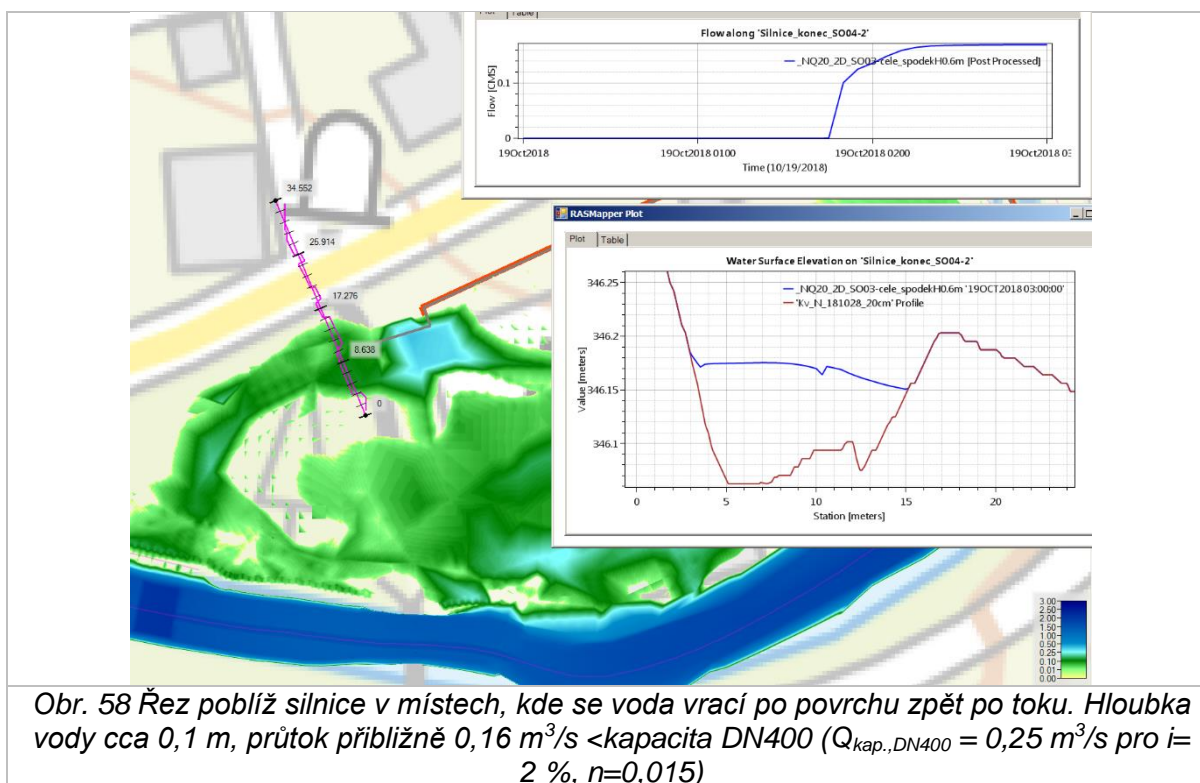 Plot Table
Flow along 'Silnice_konec_SO04-2'
_NQ20_2D_SO03-cele_spodekH0.6m [Post Processed]
Flow [CMS]
0.1
0
19Oct2018 19Oct2018 0100 19Oct2018 0200 19Oct2018 03
Time (10/19/2018)
RASMapper Plot
Plot Table
Water Surface Elevation on 'Silnice_konec_SO04-2'
_NQ20_2D_SO03-cele_spodekH0.6m '19OCT2018 03:00:00'
'Kv_N_181028_20cm' Profile
Value [meters]
346.25
346.2
346.15
346.1
0 5 10 15 20
Station [meters]
34.552
25.914
17.276
8.638
0
3.00
2.50
2.00
1.50
1.00
0.50
0.25
0.20
0.10
0.01
0.00
Obr. 58 Řez poblíž silnice v místech, kde se voda vrací po povrchu zpět po toku. Hloubka
vody cca 0,1 m, průtok přibližně 0,16 m³/s <kapacita DN400 (Qkap.,DN400 = 0,25 m³/s pro i=
2 %, n=0,015)